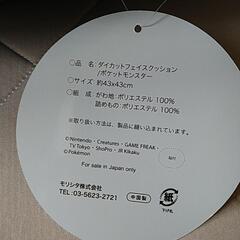 ◎品　名：ダイカットフェイスクッション
/ポケットモンスター
◎サイズ：約43x43cm
◎組　成：がわ地：ポリエステル 100%
詰めもの：ポリエステル 100%
※取り扱い方法は、製品に縫い込んでいます。
©Nintendo・Creatures・GAME FREAK・
TV Tokyo・ShoPro・JR Kikaku
©Pokémon
For sale in Japan only
モリシタ株式会社
TEL: 03-5623-2721
中国製
紙